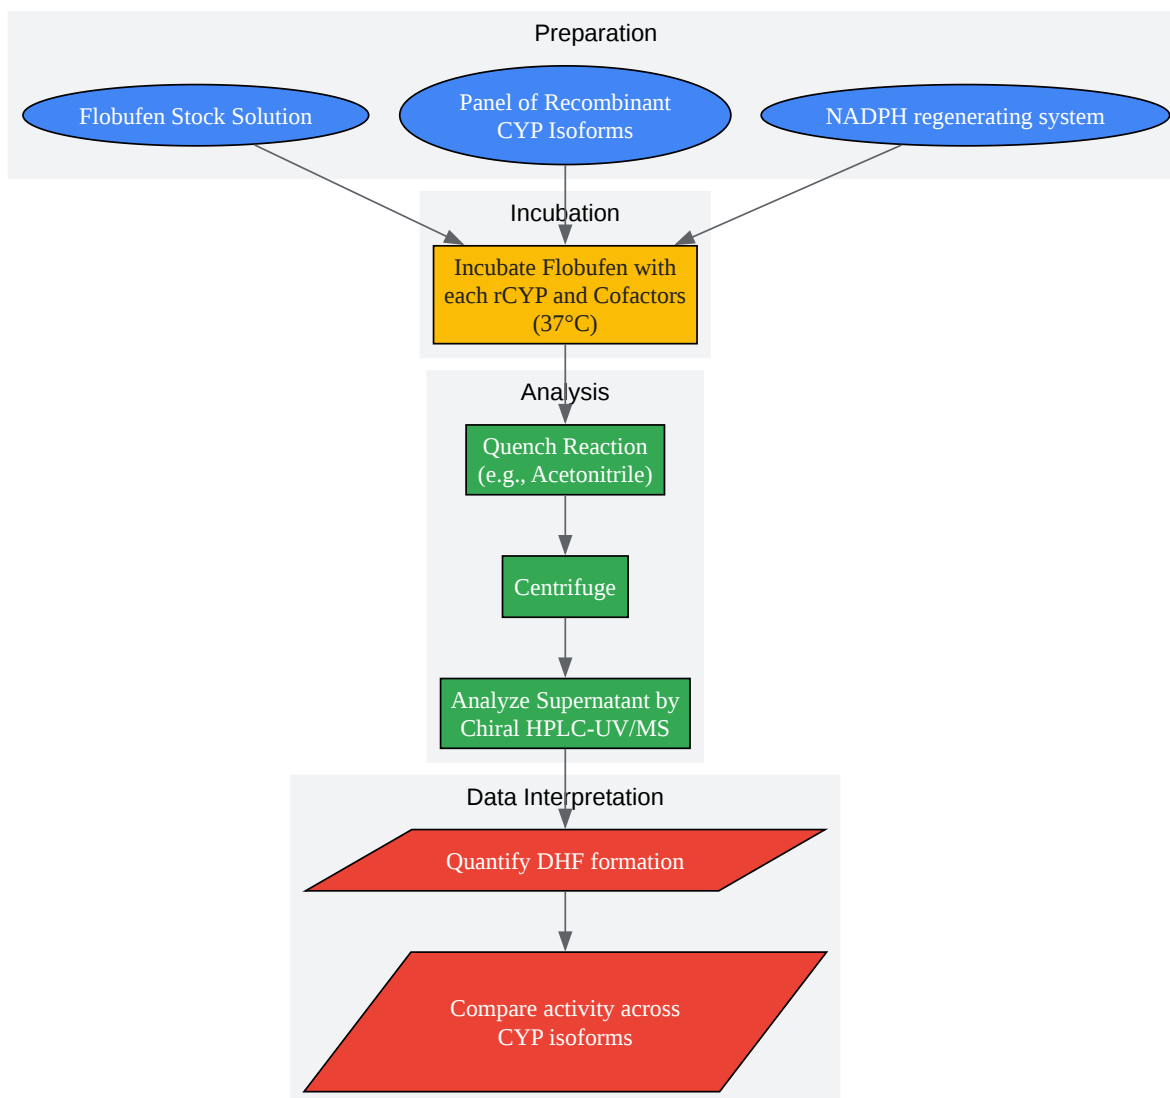 Preparation
Flobufen Stock Solution
Panel of Recombinant
CYP Isoforms
NADPH regenerating system
Incubation
Incubate Flobufen with
each rCYP and Cofactors
(37°C)
Analysis
Quench Reaction
(e.g., Acetonitrile)
Centrifuge
Analyze Supernatant by
Chiral HPLC-UV/MS
Data Interpretation
Quantify DHF formation
Compare activity across
CYP isoforms